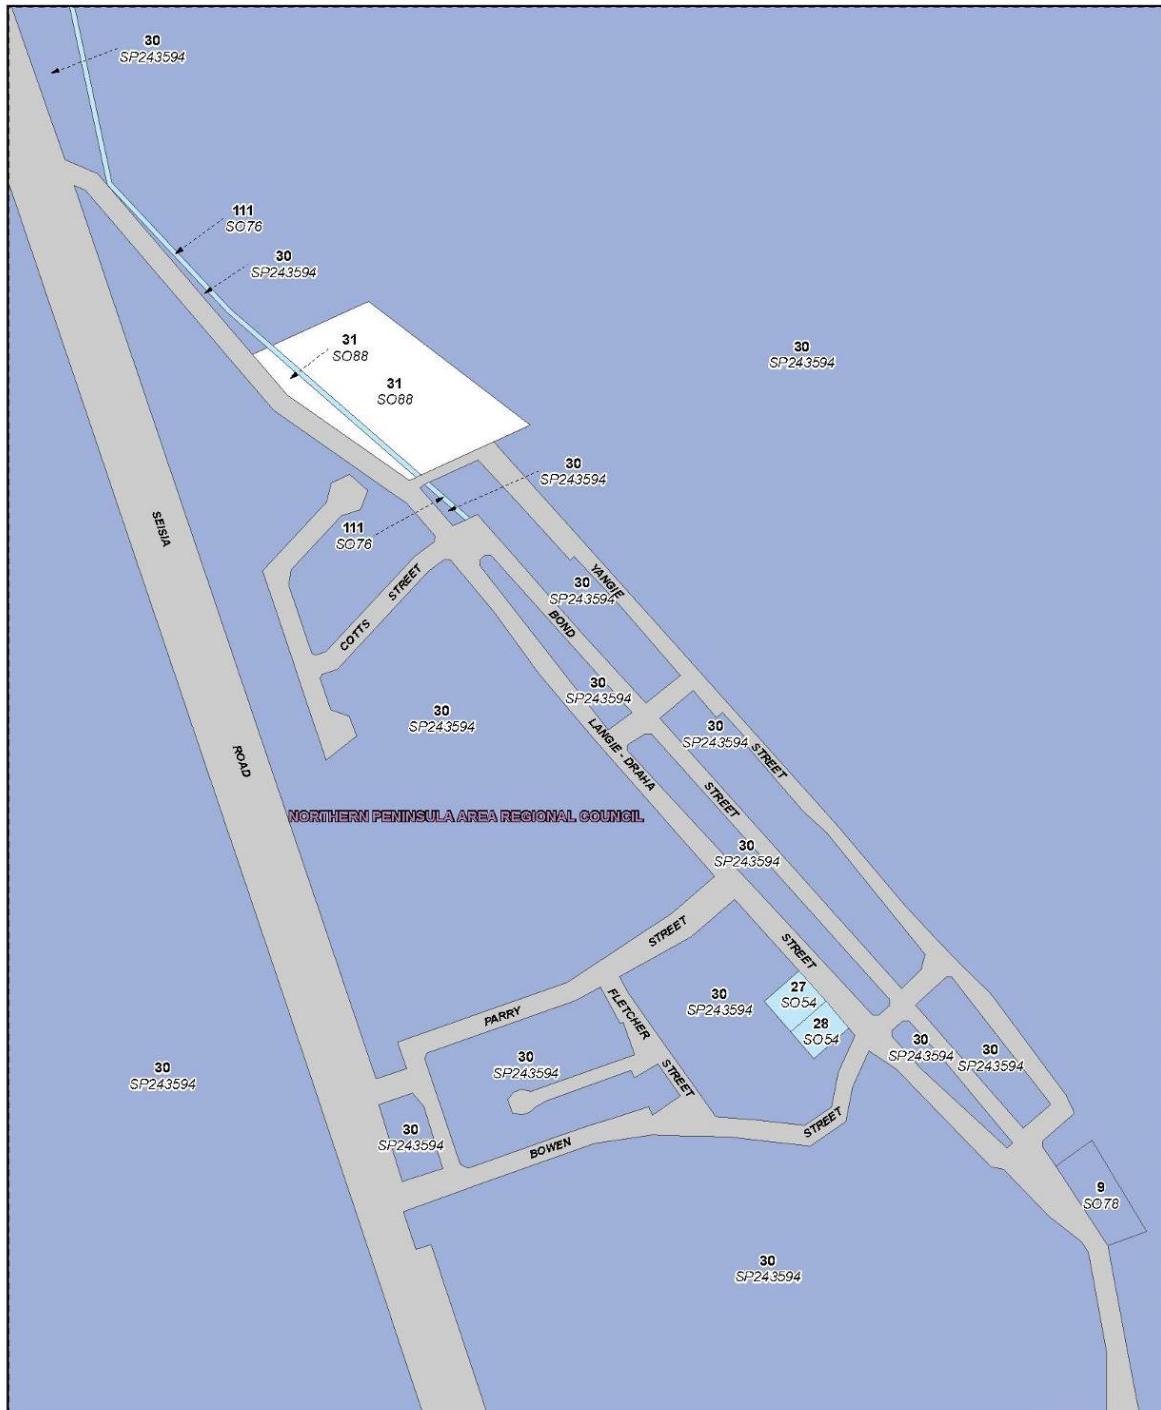 30
SP243594
111
SO76
30
SP243594
31
SO88
30
SP243594
31
SO88
30
SP243594
SEISIA
111
SO76
STREET
YANGIE
30
SP243594
COTTS
BOND
30
SP243594
30
SP243594
30
SP243594
LANGIE - DRAHA
STREET
ROAD
STREET
NORTHERN PENINSULA AREA REGIONAL COUNCIL
30
SP243594
STREET
STREET
27
SO54
30
SP243594
FLETCHER
PARRY
28
SO54
30
SP243594
30
SP243594
30
SP243594
30
SP243594
STREET
STREET
30
SP243594
BOWEN
9
SO78
30
SP243594